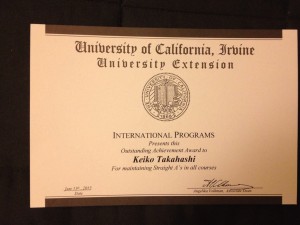 University of California, Irvine
University Extension
INTERNATIONAL PROGRAMS
Presents this
Outstanding Achievement Award to
Keiko Takahashi
For maintaining Straight A's in all courses
Date